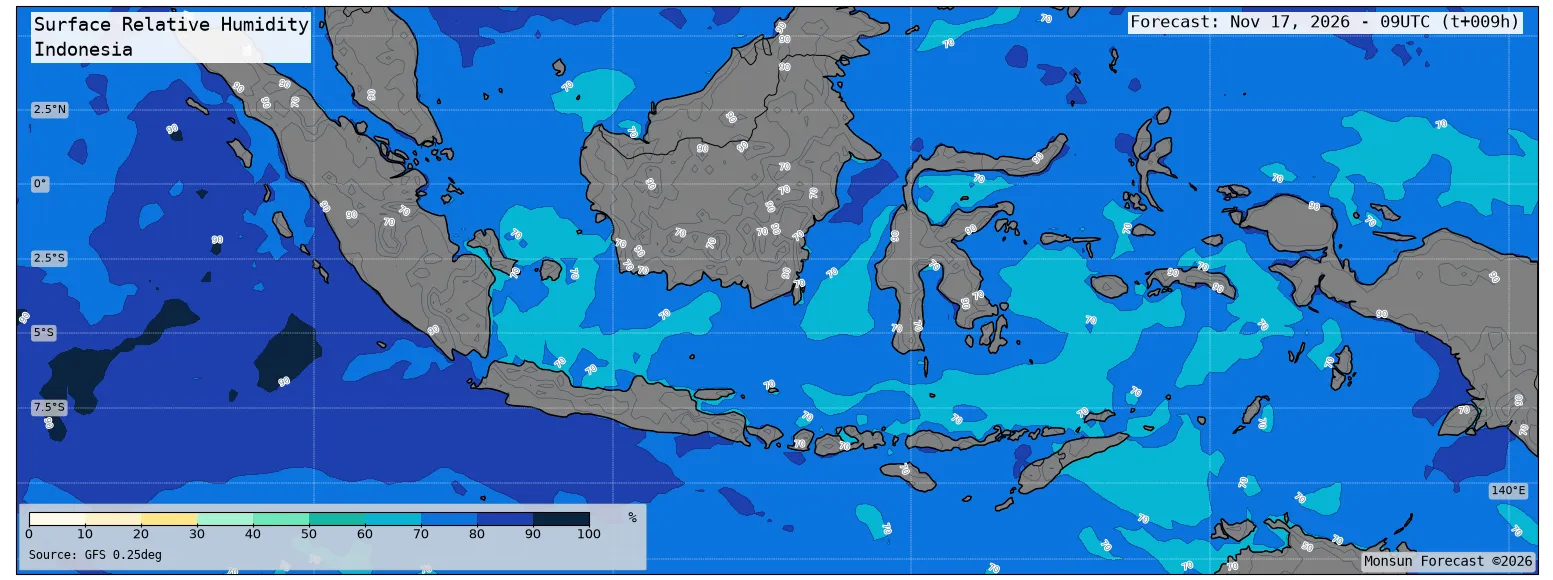 Surface Relative Humidity
Indonesia
Forecast: Nov 17, 2026 - 09UTC (t+009h)
2.5°N
0°
2.5°S
5°S
7.5°S
140°E
0 10 20 30 40 50 60 70 80 90 100 %
Source: GFS 0.25deg
Monsun Forecast ©2026